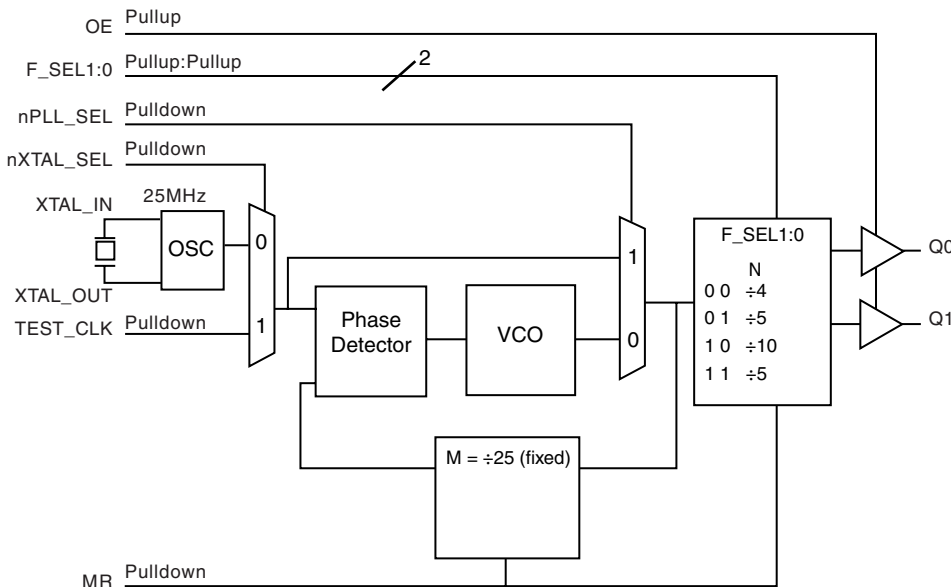 OE Pullup
F_SEL1:0 Pullup:Pullup 2
nPLL_SEL Pulldown
nXTAL_SEL Pulldown
XTAL_IN 25MHz
OSC
XTAL_OUT
TEST_CLK Pulldown
0
1
Phase
Detector
VCO
1
0
F_SEL1:0
N
0 0 ÷4
0 1 ÷5
1 0 ÷10
1 1 ÷5
Q0
Q1
M = ÷25 (fixed)
MR Pulldown